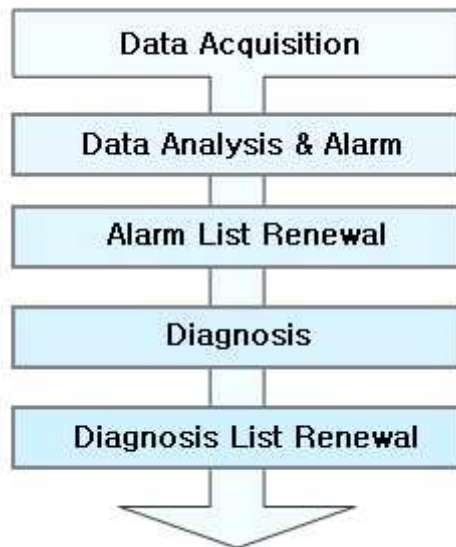 Data Acquisition
Data Analysis & Alarm
Alarm List Renewal
Diagnosis
Diagnosis List Renewal